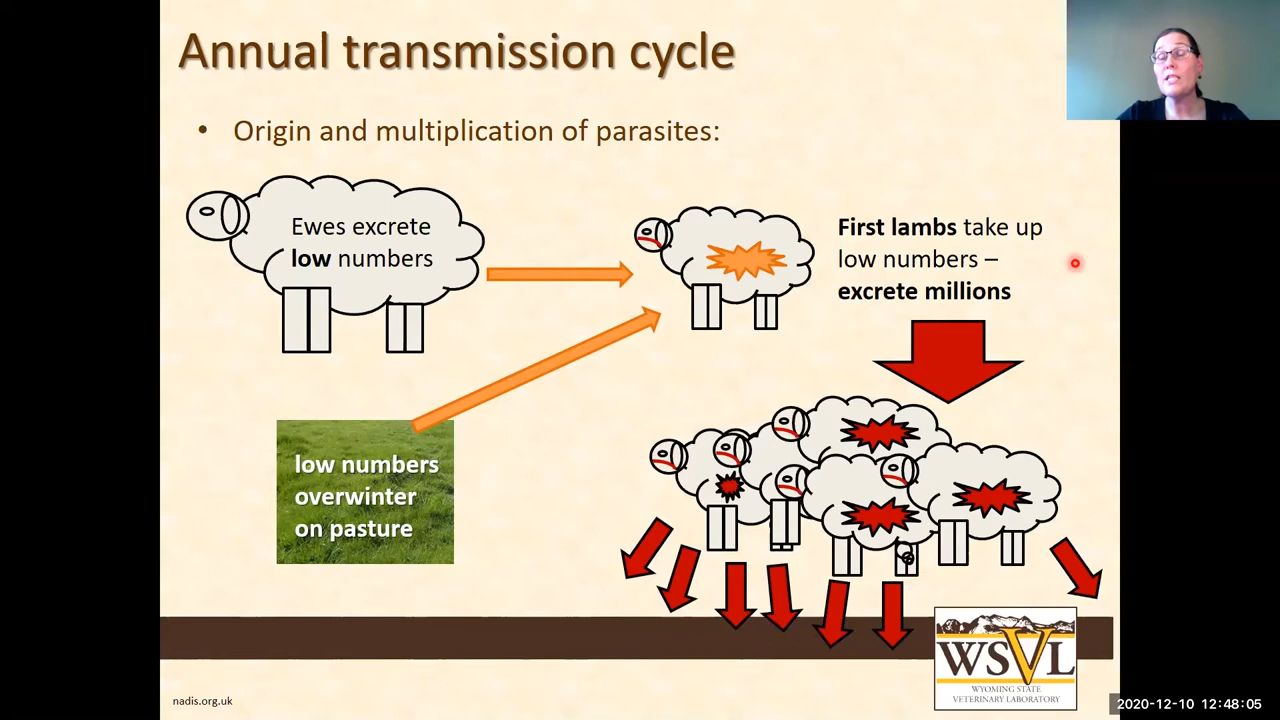 Annual transmission cycle
• Origin and multiplication of parasites:
Ewes excrete
low numbers
First lambs take up
low numbers –
excrete millions
low numbers
overwinter
on pasture
WSVL
WYOMING STATE
VETERINARY LABORATORY
nadis.org.uk
2020-12-10 12:48:05